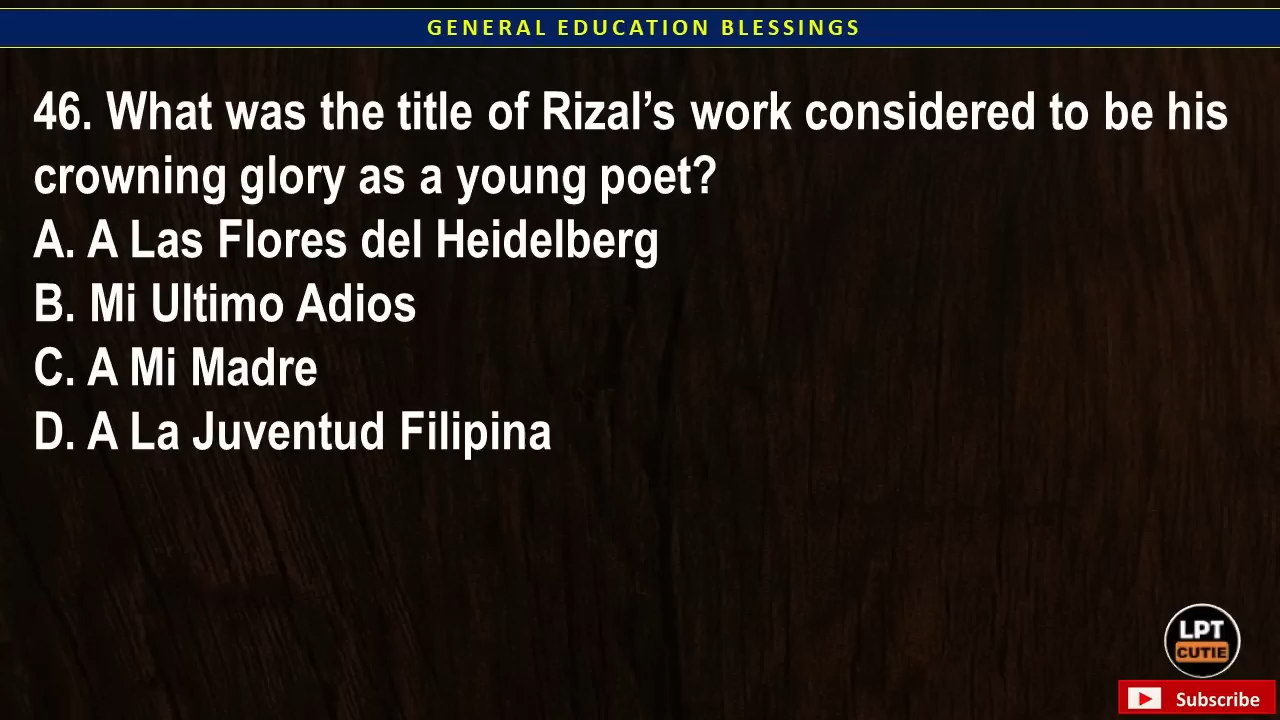 GENERAL EDUCATION BLESSINGS
46. What was the title of Rizal’s work considered to be his
crowning glory as a young poet?
A. A Las Flores del Heidelberg
B. Mi Ultimo Adios
C. A Mi Madre
D. A La Juventud Filipina
LPT
CUTIE
Subscribe